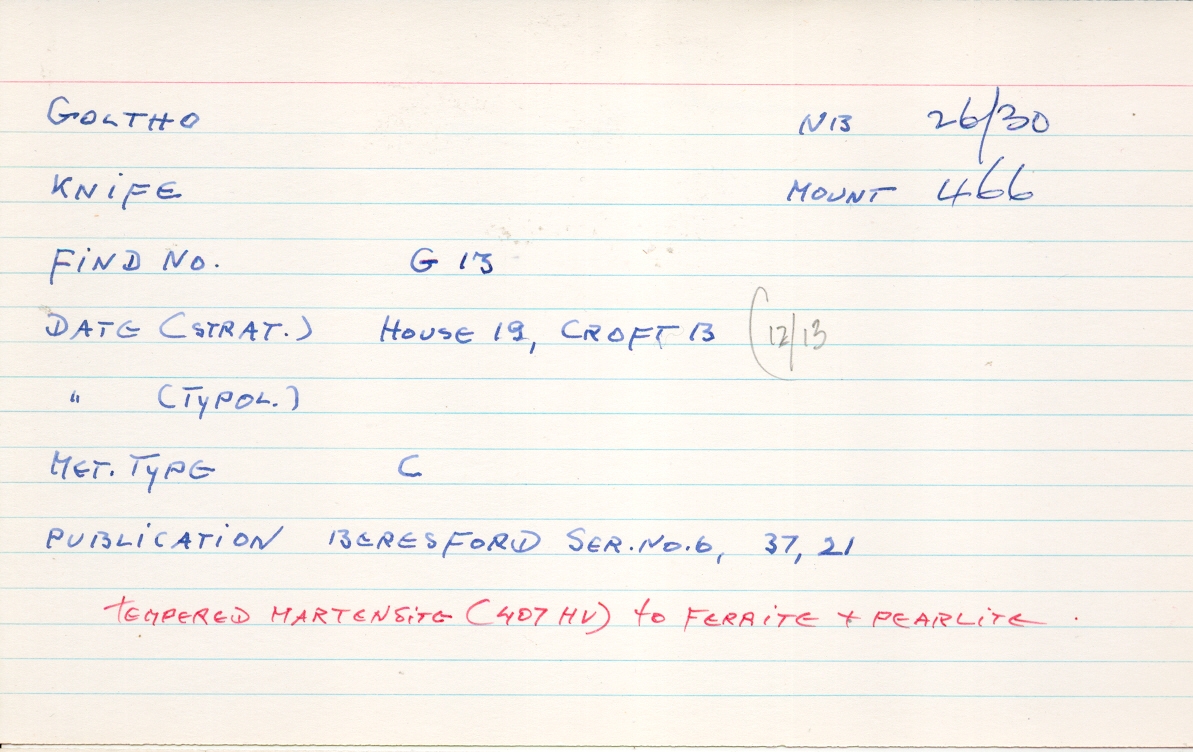 GOLTHO NB 26/30
KNIFE MOUNT 466
FIND NO. G 13
DATE (STRAT.) HOUSE 19, CROFT B (12/13
" (TYPOL.)
MET. TYPE C
PUBLICATION BERESFORD SER. NO. 6, 37, 21
TEMPERED MARTENSITE (407 HV) to FERRITE + PEARLITE.